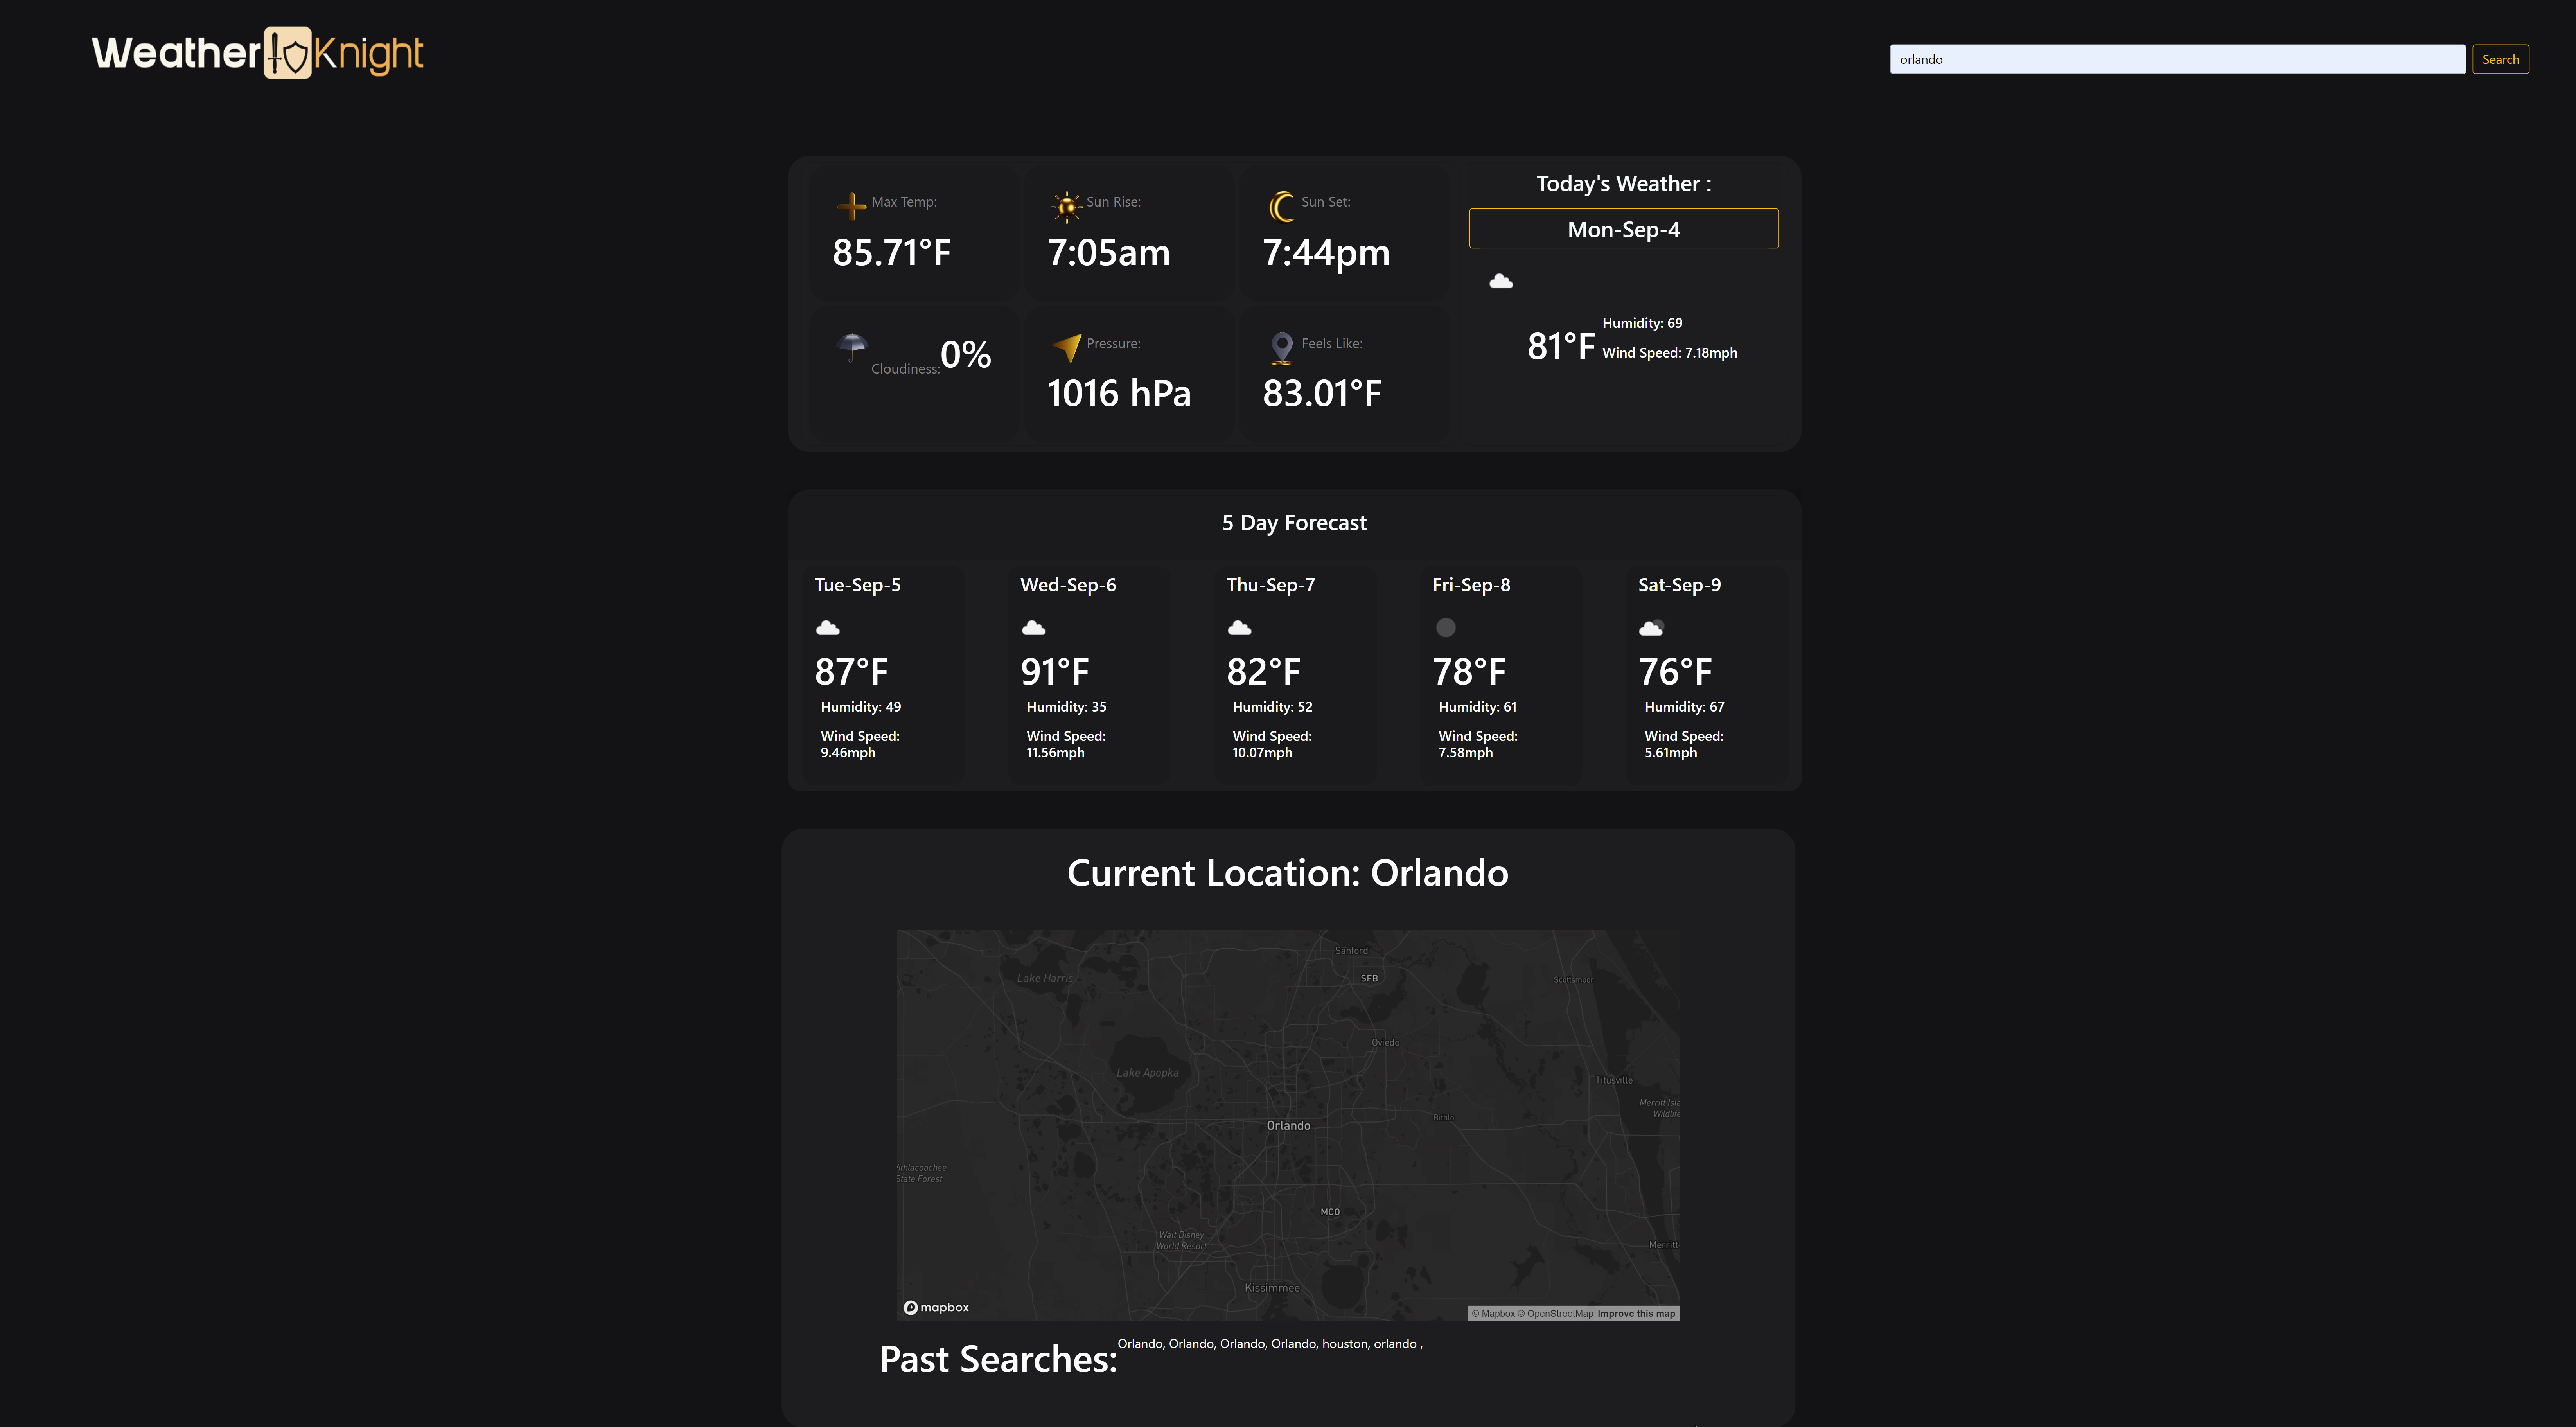 Weather Knight
orlando
Search
Max Temp:
85.71°F
Sun Rise:
7:05am
Sun Set:
7:44pm
Cloudiness: 0%
Pressure:
1016 hPa
Feels Like:
83.01°F
Today's Weather :
Mon-Sep-4
81°F
Humidity: 69
Wind Speed: 7.18mph
5 Day Forecast
Tue-Sep-5
87°F
Humidity: 49
Wind Speed:
9.46mph
Wed-Sep-6
91°F
Humidity: 35
Wind Speed:
11.56mph
Thu-Sep-7
82°F
Humidity: 52
Wind Speed:
10.07mph
Fri-Sep-8
78°F
Humidity: 61
Wind Speed:
7.58mph
Sat-Sep-9
76°F
Humidity: 67
Wind Speed:
5.61mph
Current Location: Orlando
Sanford
SFB
Lake Harris
Scottsmoor
Oviedo
Lake Apopka
Titusville
Merritt Isla
Wildlife
Bithlo
Orlando
ithlacoochee
State Forest
MCO
Walt Disney
World Resort
Merritt
Kissimmee
mapbox
© Mapbox © OpenStreetMap Improve this map
Past Searches: Orlando, Orlando, Orlando, Orlando, houston, orlando ,